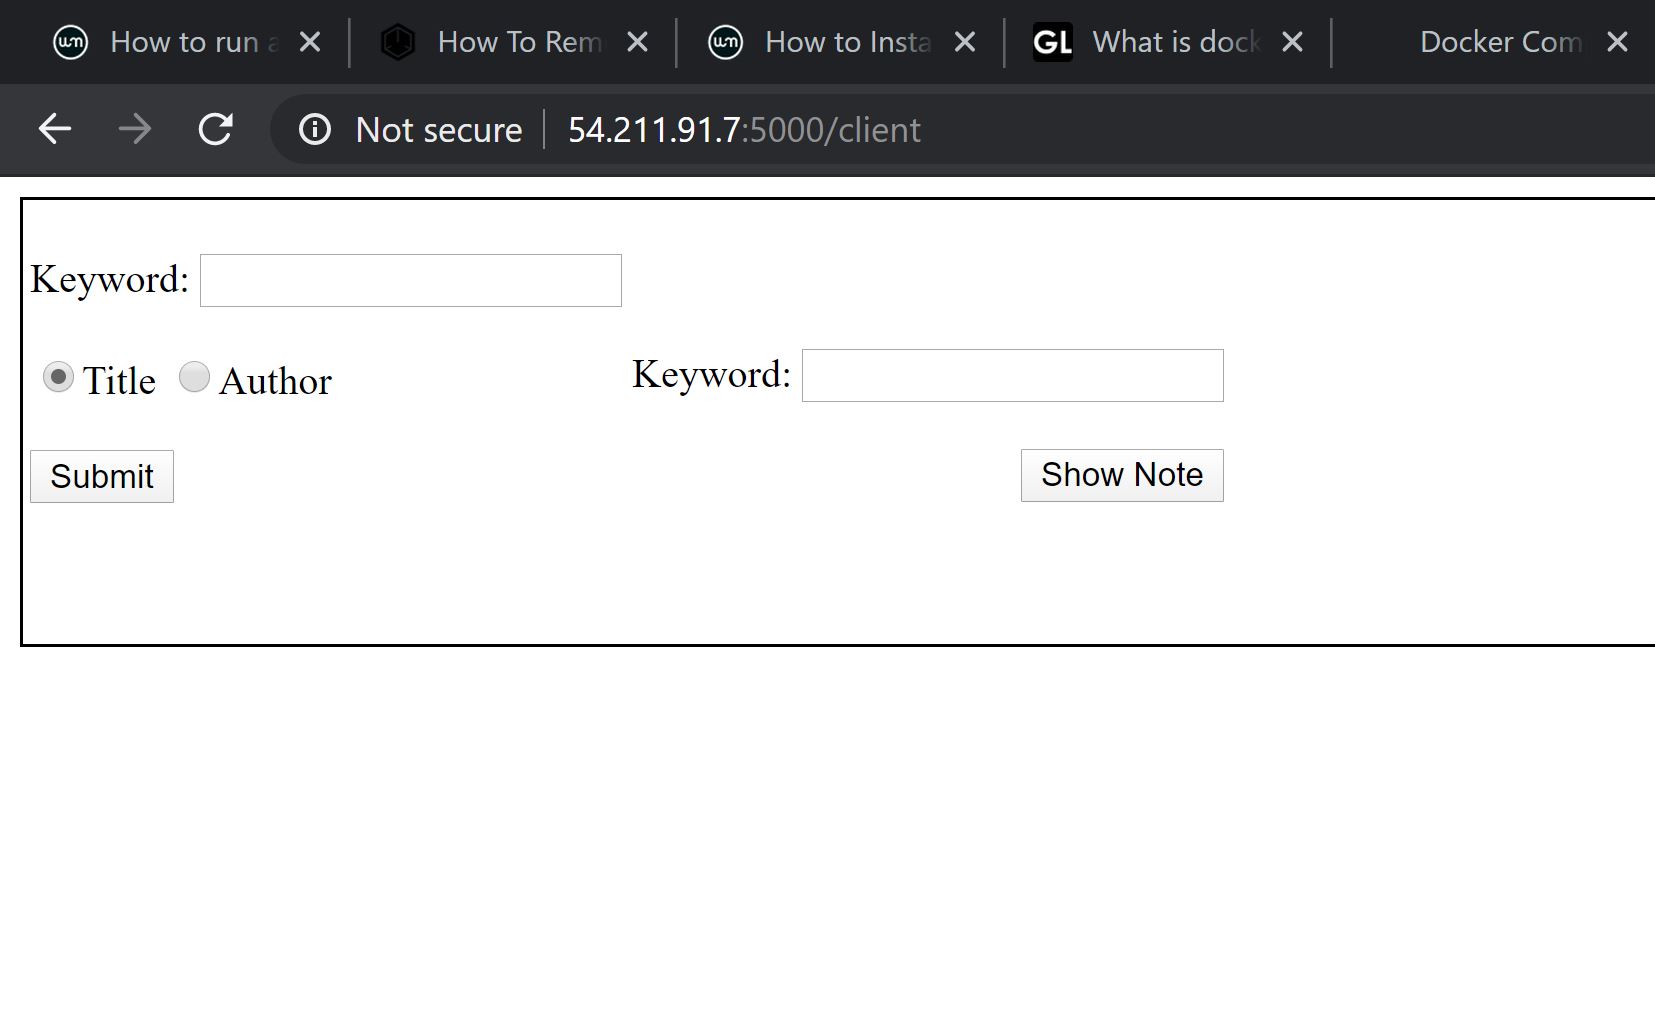 How to run a
How To Rem
How to Insta
GL What is dock
Docker Com
Not secure 54.211.91.7:5000/client
Keyword:
Title Author Keyword:
Submit Show Note